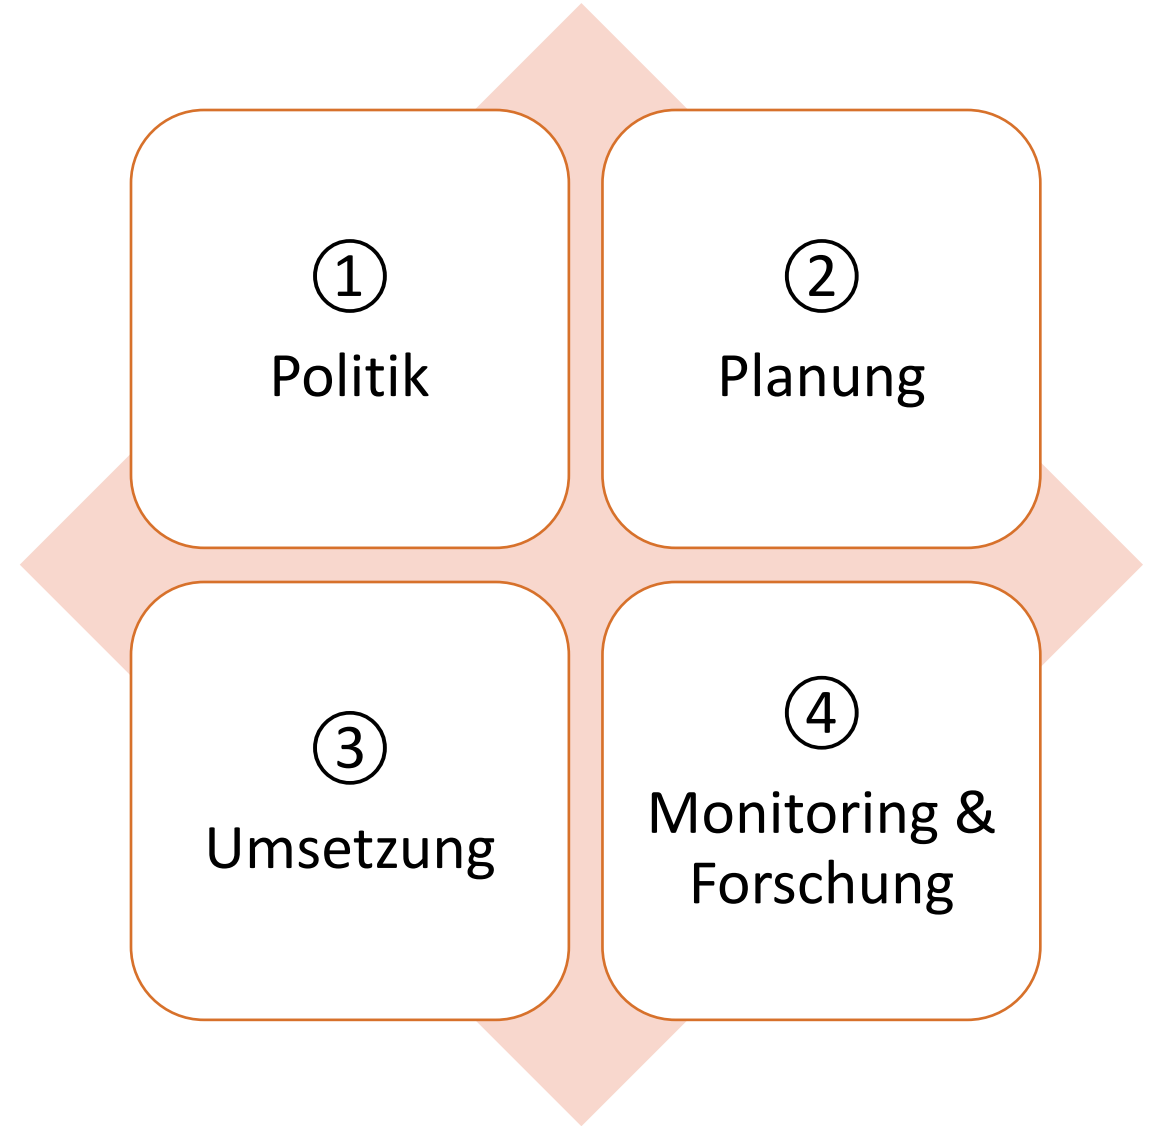 ①
Politik
②
Planung
③
Umsetzung
④
Monitoring &
Forschung